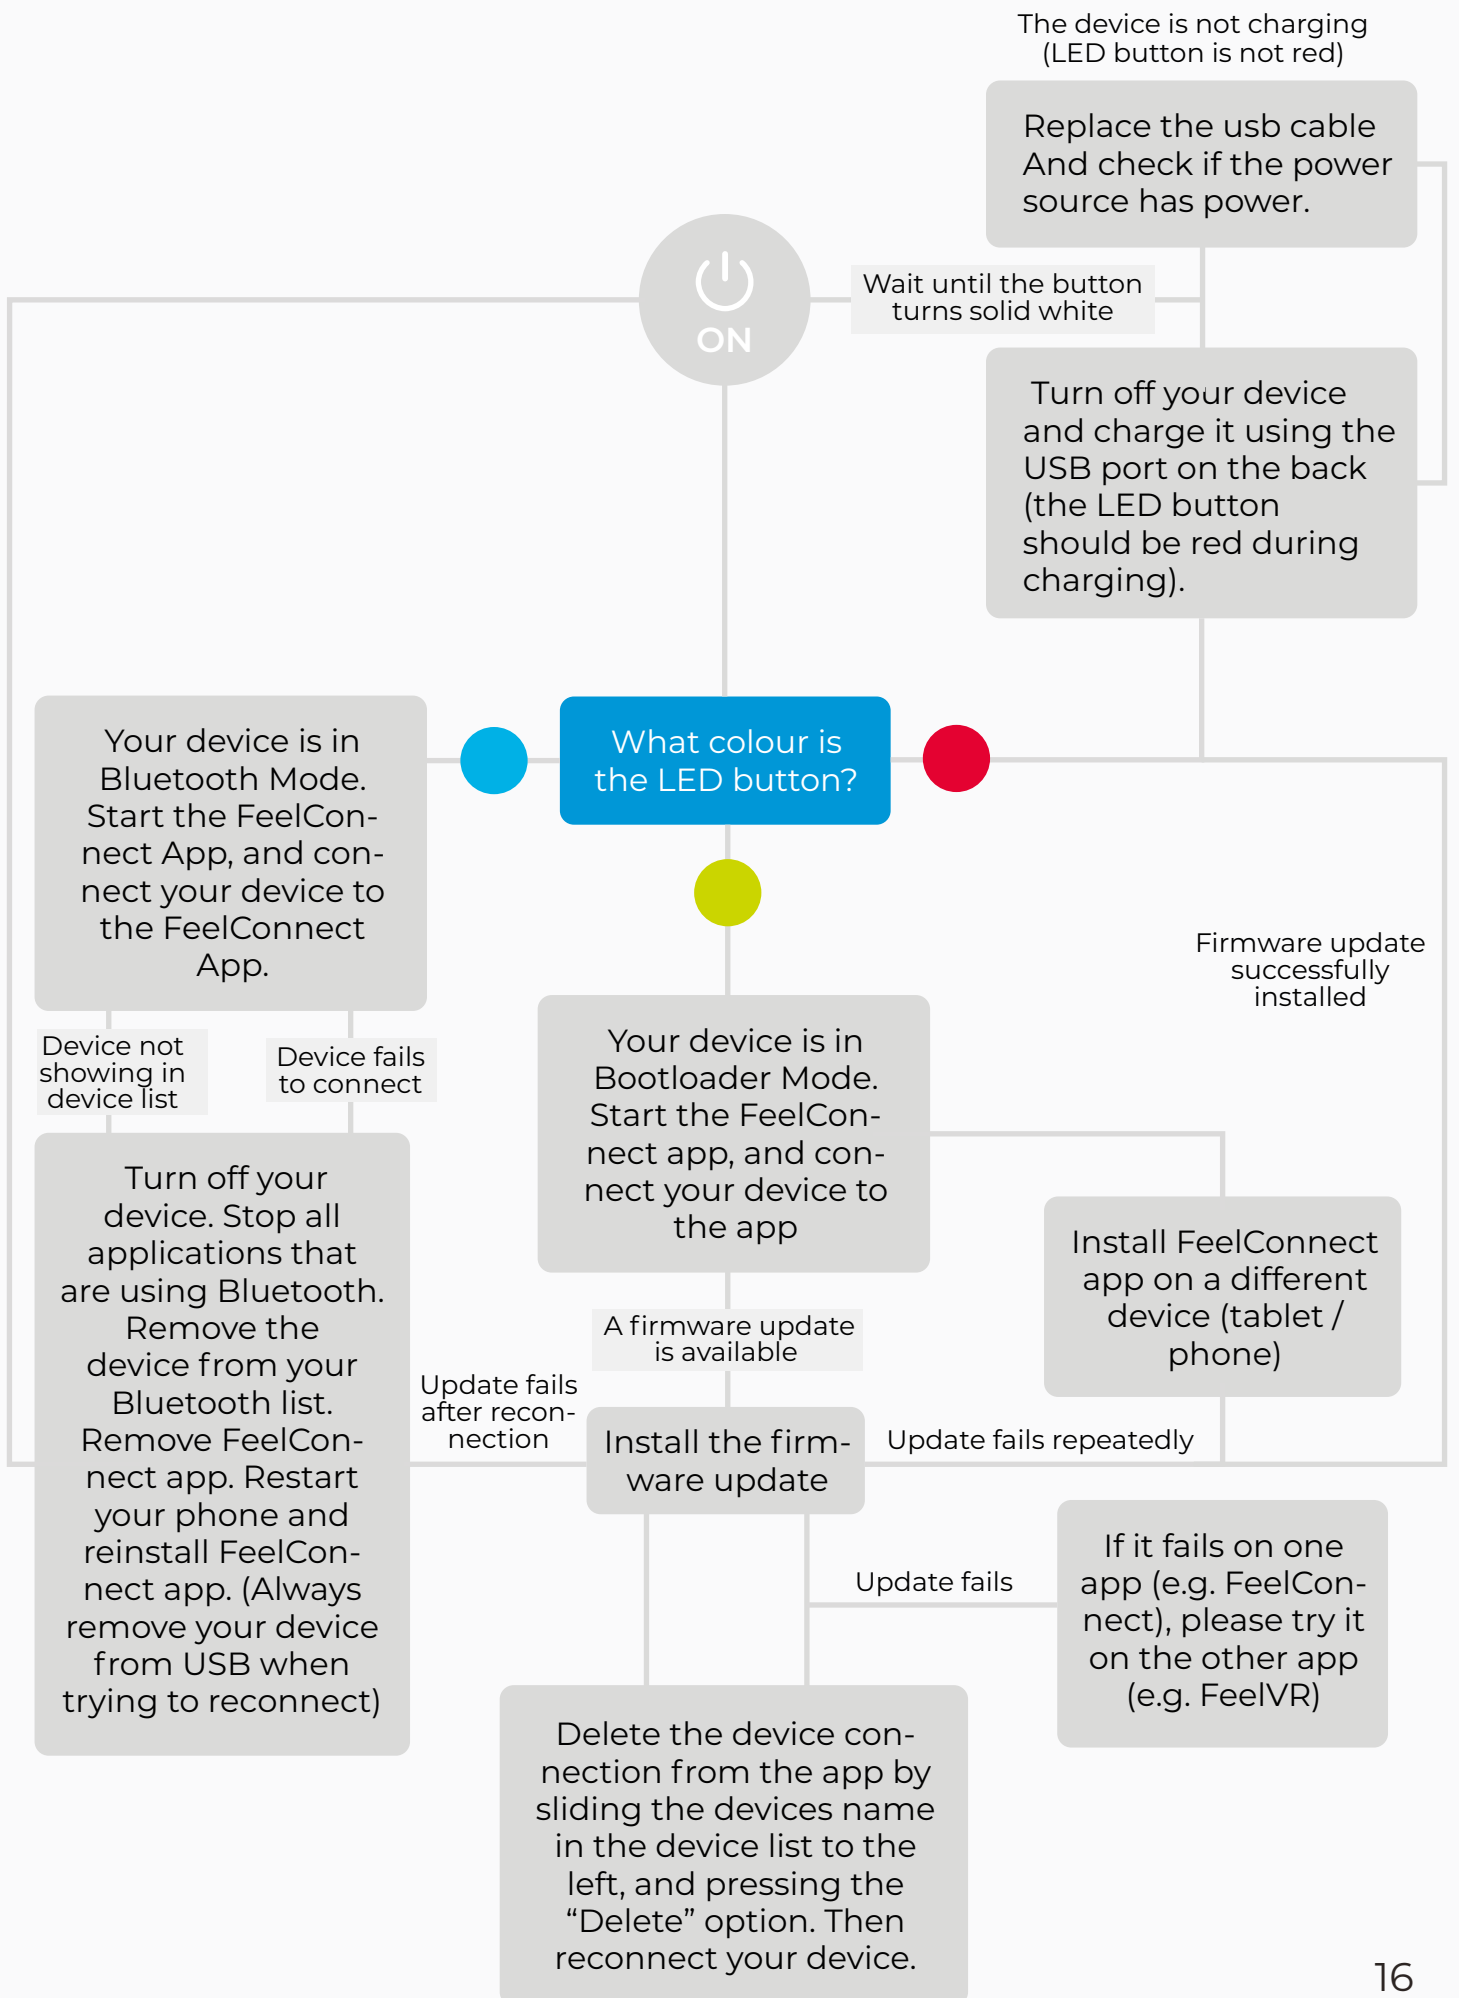 The device is not charging
(LED button is not red)
Replace the usb cable
And check if the power
source has power.
ON
Wait until the button
turns solid white
Turn off your device
and charge it using the
USB port on the back
(the LED button
should be red during
charging).
What colour is
the LED button?
Your device is in
Bluetooth Mode.
Start the FeelCon-
nect App, and con-
nect your device to
the FeelConnect
App.
Device not
showing in
device list
Device fails
to connect
Turn off your
device. Stop all
applications that
are using Bluetooth.
Remove the
device from your
Bluetooth list.
Remove FeelCon-
nect app. Restart
your phone and
reinstall FeelCon-
nect app. (Always
remove your device
from USB when
trying to reconnect)
Your device is in
Bootloader Mode.
Start the FeelCon-
nect app, and con-
nect your device to
the app
A firmware update
is available
Firmware update
successfully
installed
Install FeelConnect
app on a different
device (tablet /
phone)
Update fails
after recon-
nection
Install the firm-
ware update
Update fails repeatedly
Update fails
If it fails on one
app (e.g. FeelCon-
nect), please try it
on the other app
(e.g. FeelVR)
Delete the device con-
nection from the app by
sliding the devices name
in the device list to the
left, and pressing the
“Delete” option. Then
reconnect your device.
16